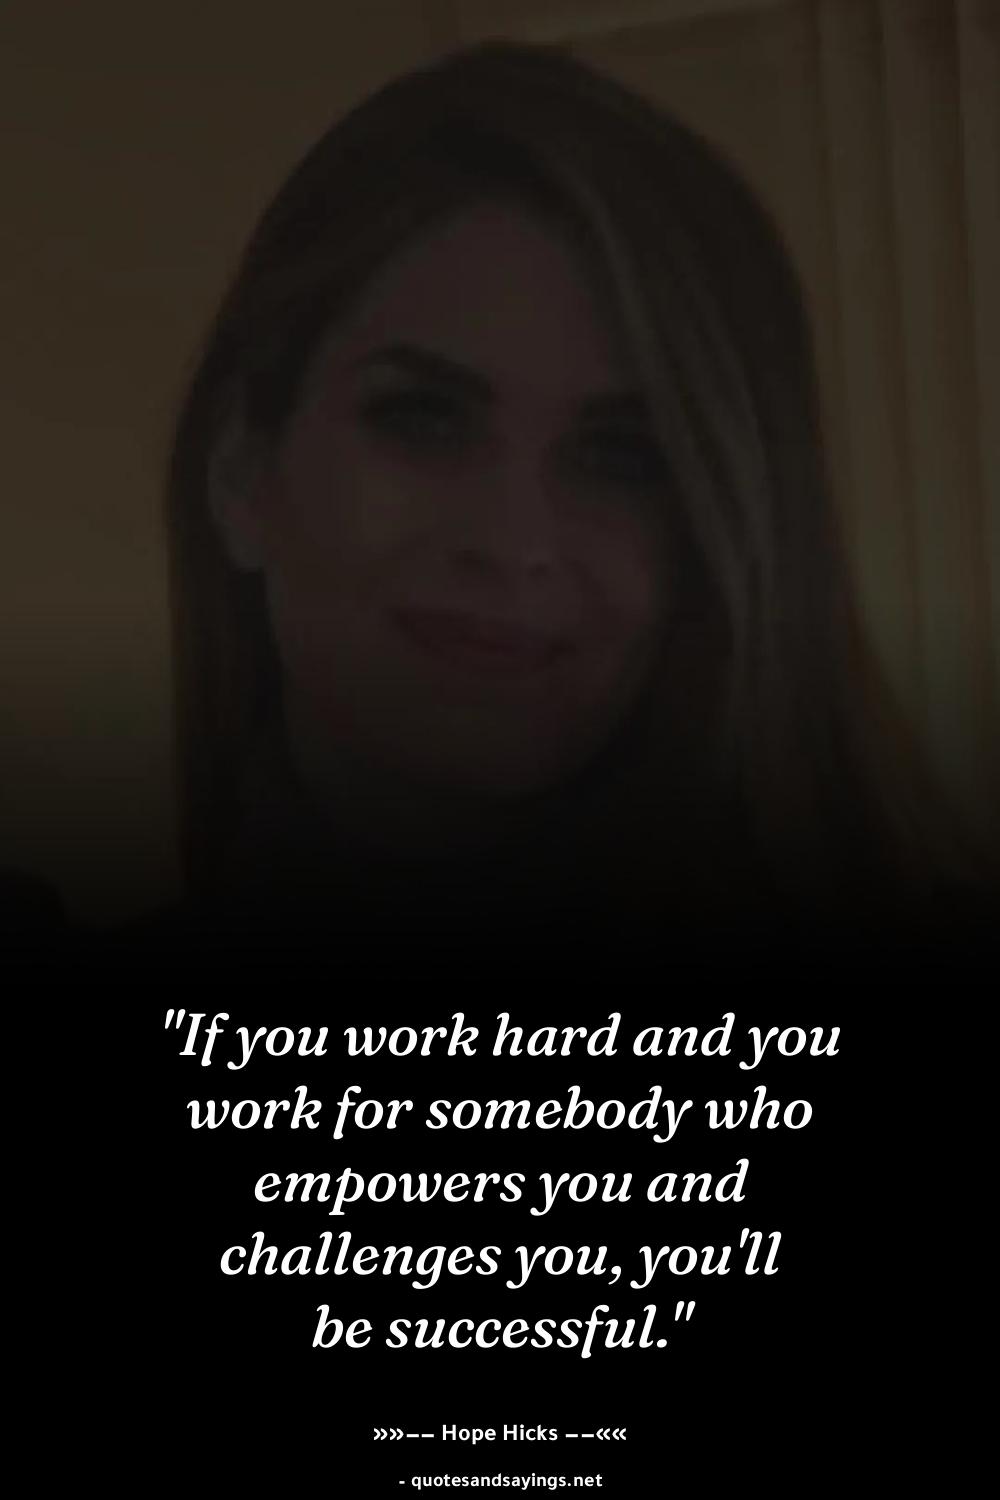 "If you work hard and you
work for somebody who
empowers you and
challenges you, you'll
be successful."
»»–– Hope Hicks ––««
- quotesandsayings.net